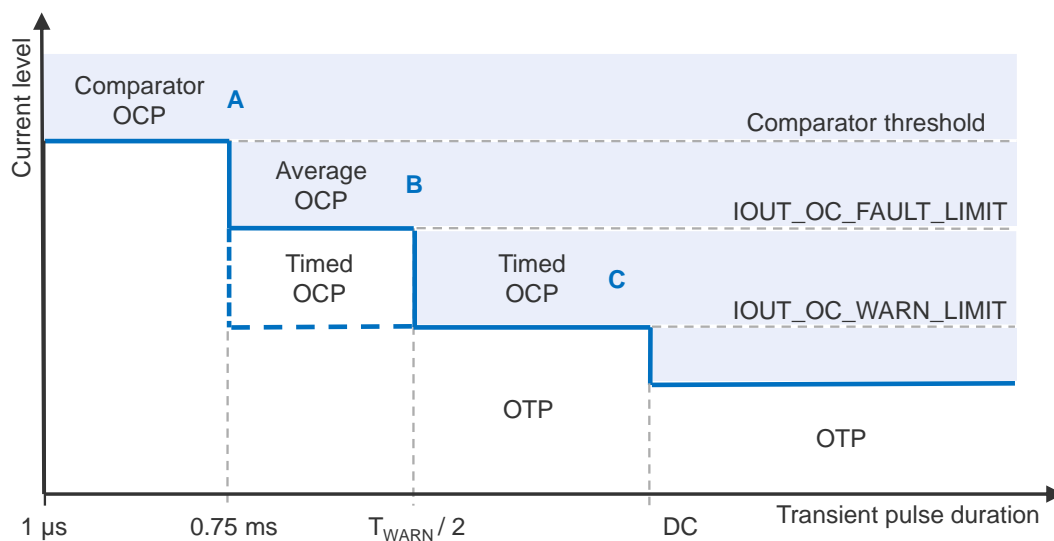 Current level
Comparator
OCP
A
Comparator threshold
Average
OCP
B
IOUT_OC_FAULT_LIMIT
Timed
OCP
Timed
OCP
C
IOUT_OC_WARN_LIMIT
OTP
OTP
1 µs
0.75 ms
T_WARN / 2
DC
Transient pulse duration